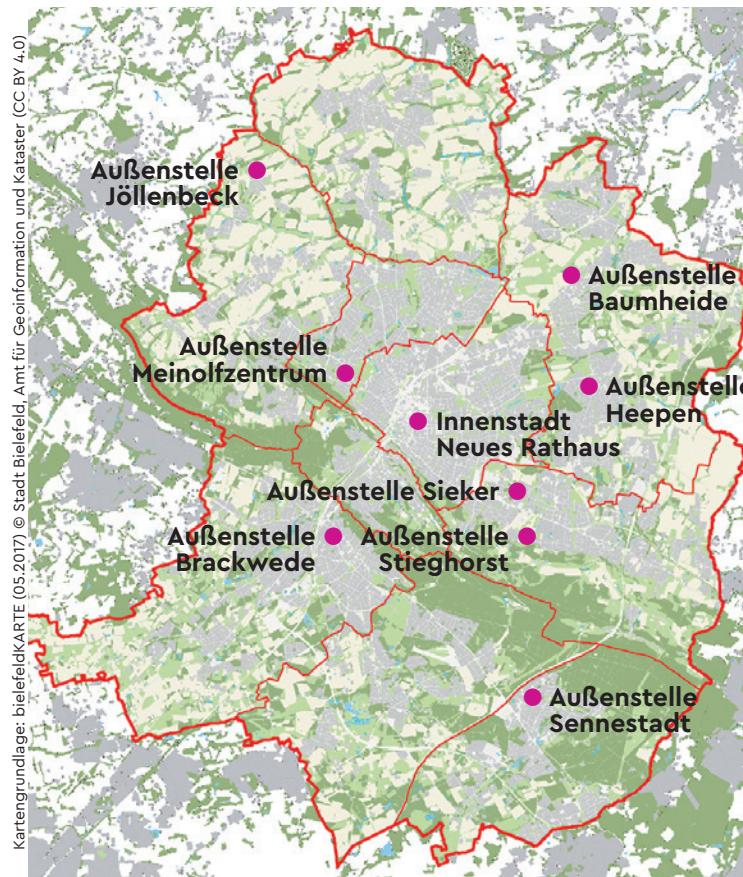 Kartengrundlage: bielefeldKARTE (05.2017) © Stadt Bielefeld, Amt für Geoinformation und Kataster (CC BY 4.0)
Außenstelle
Jöllenbeck
Außenstelle
Baumheide
Außenstelle
Meinolfzentrum
Außenstelle
Heepen
Innenstadt
Neues Rathaus
Außenstelle Sieker
Außenstelle
Brackwede
Außenstelle
Stieghorst
Außenstelle
Sennestadt